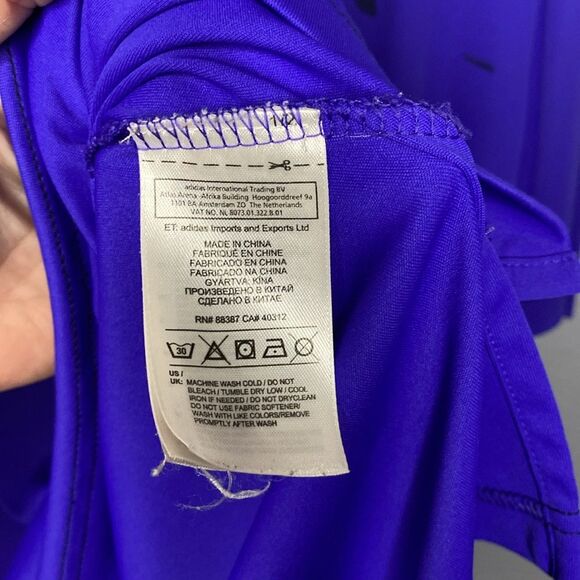 adidas International Trading BV
Atlas Arena -Afrika Building Hoogoorddreef 9a
1101 BA Amsterdam ZO The Netherlands
VAT NO. NL 8073.01.322.B.01
ET: adidas Imports and Exports Ltd
MADE IN CHINA
FABRIQUÉ EN CHINE
FABRICADO EN CHINA
FABRICADO NA CHINA
GYÁRTVA: KÍNA
ПРОИЗВЕДЕНО В КИТАЙ
СДЕЛАНО В КИТАЕ
RN# 88387 CA# 40312
30
US /
UK: MACHINE WASH COLD / DO NOT
BLEACH / TUMBLE DRY LOW / COOL
IRON IF NEEDED / DO NOT DRYCLEAN
DO NOT USE FABRIC SOFTENER/
WASH WITH LIKE COLORS/REMOVE
PROMPTLY AFTER WASH